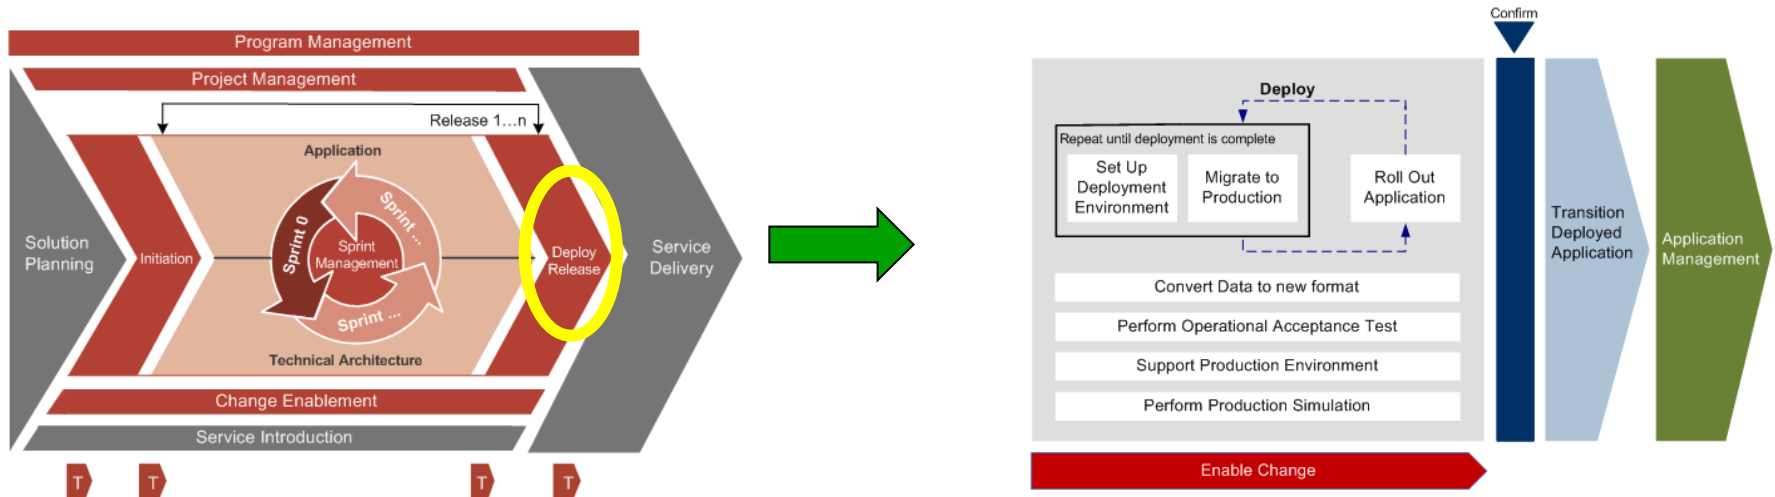 Program Management
Project Management
Release 1...n
Application
Solution
Planning
Initiation
Sprint 0
Sprint ...
Sprint
Management
Sprint ...
Deploy
Release
Service
Delivery
Technical Architecture
Change Enablement
Service Introduction
T
T
T
T
Confirm
Deploy
Repeat until deployment is complete
Set Up
Deployment
Environment
Migrate to
Production
Roll Out
Application
Convert Data to new format
Perform Operational Acceptance Test
Support Production Environment
Perform Production Simulation
Enable Change
Transition
Deployed
Application
Application
Management